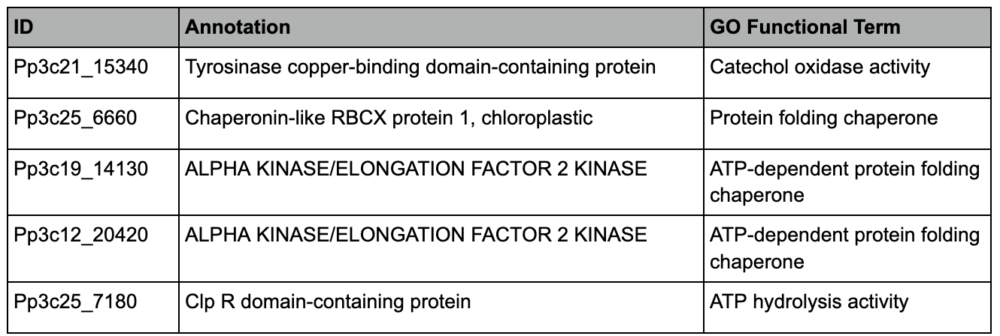 ID Annotation GO Functional Term
Pp3c21_15340 Tyrosinase copper-binding domain-containing protein Catechol oxidase activity
Pp3c25_6660 Chaperonin-like RBCX protein 1, chloroplastic Protein folding chaperone
Pp3c19_14130 ALPHA KINASE/ELONGATION FACTOR 2 KINASE ATP-dependent protein folding
chaperone
Pp3c12_20420 ALPHA KINASE/ELONGATION FACTOR 2 KINASE ATP-dependent protein folding
chaperone
Pp3c25_7180 Clp R domain-containing protein ATP hydrolysis activity